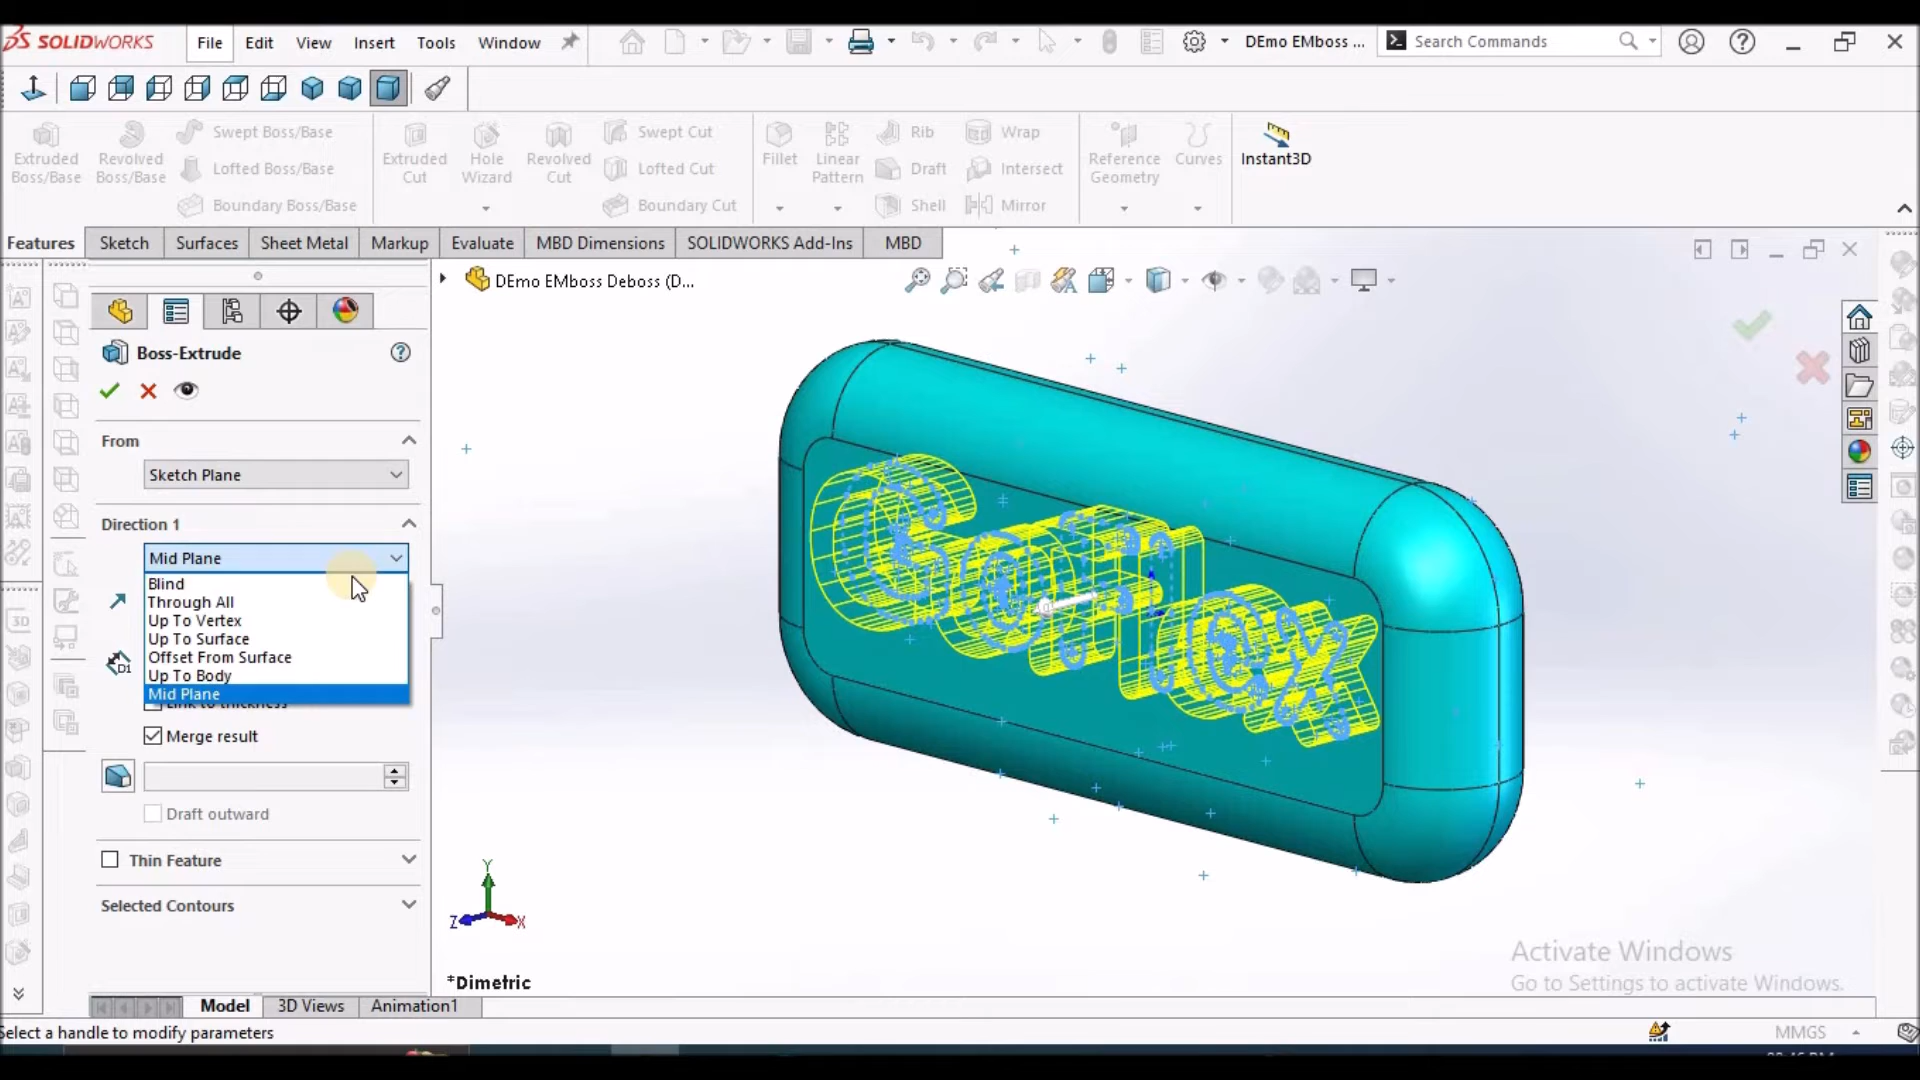 SOLIDWORKS
File Edit View Insert Tools Window
DEmo EMboss ...
Search Commands
Extruded Boss/Base
Revolved Boss/Base
Swept Boss/Base
Lofted Boss/Base
Boundary Boss/Base
Extruded Cut
Hole Wizard
Revolved Cut
Swept Cut
Lofted Cut
Boundary Cut
Fillet
Linear Pattern
Rib
Draft
Shell
Wrap
Intersect
Mirror
Reference Geometry
Curves
Instant3D
Features Sketch Surfaces Sheet Metal Markup Evaluate MBD Dimensions SOLIDWORKS Add-Ins MBD
DEmo EMboss Deboss (D...
Boss-Extrude
From
Sketch Plane
Direction 1
Mid Plane
Blind
Through All
Up To Vertex
Up To Surface
Offset From Surface
Up To Body
Mid Plane
D1
Link to thickness
Merge result
Draft outward
Thin Feature
Selected Contours
3D
Y
Z
X
*Dimetric
Activate Windows
Go to Settings to activate Windows.
Model 3D Views Animation1
Select a handle to modify parameters
MMGS